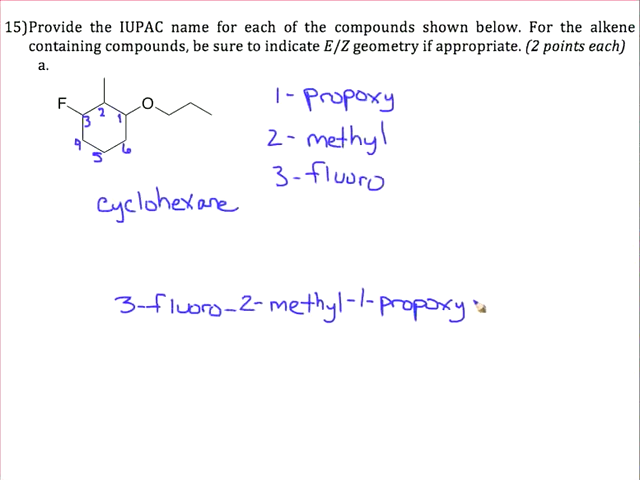 15)Provide the IUPAC name for each of the compounds shown below. For the alkene
containing compounds, be sure to indicate E/Z geometry if appropriate. (2 points each)
a.
F
O
3
2
1
4
5
6
1- propoxy
2- methyl
3-fluoro
cyclohexane
3-fluoro-2-methyl-1-propoxy